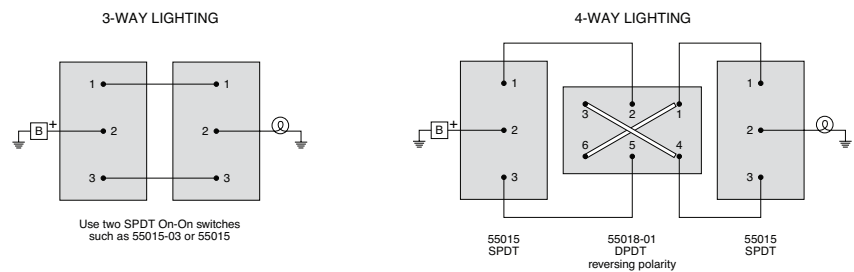 3-WAY LIGHTING
1 1
B + 2 2
3 3
Use two SPDT On-On switches
such as 55015-03 or 55015
4-WAY LIGHTING
1 1
3 2 1
B + 2 2
6 5 4
3 3
55015
SPDT
55018-01
DPDT
reversing polarity
55015
SPDT